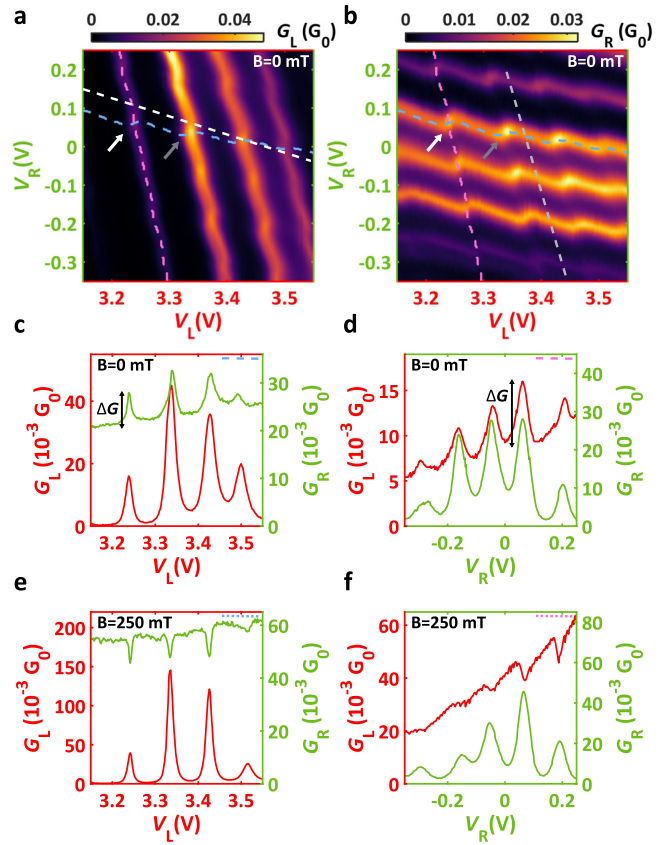 a
0 0.02 0.04 G_L (G_0)
B=0 mT
0.2
0.1
0
-0.1
-0.2
-0.3
V_R(V)
3.2 3.3 3.4 3.5
V_L(V)
b
0 0.01 0.02 0.03 G_R (G_0)
B=0 mT
0.2
0.1
0
-0.1
-0.2
-0.3
V_R(V)
3.2 3.3 3.4 3.5
V_L(V)
c
B=0 mT
ΔG
40
20
0
G_L (10^-3 G_0)
30
20
10
0
G_R (10^-3 G_0)
3.2 3.3 3.4 3.5
V_L(V)
d
B=0 mT
ΔG
15
10
5
0
G_L (10^-3 G_0)
40
30
20
10
0
G_R (10^-3 G_0)
-0.2 0 0.2
V_R(V)
e
B=250 mT
200
150
100
50
0
G_L (10^-3 G_0)
60
40
20
0
G_R (10^-3 G_0)
3.2 3.3 3.4 3.5
V_L(V)
f
B=250 mT
60
40
20
0
G_L (10^-3 G_0)
80
60
40
20
0
G_R (10^-3 G_0)
-0.2 0 0.2
V_R(V)